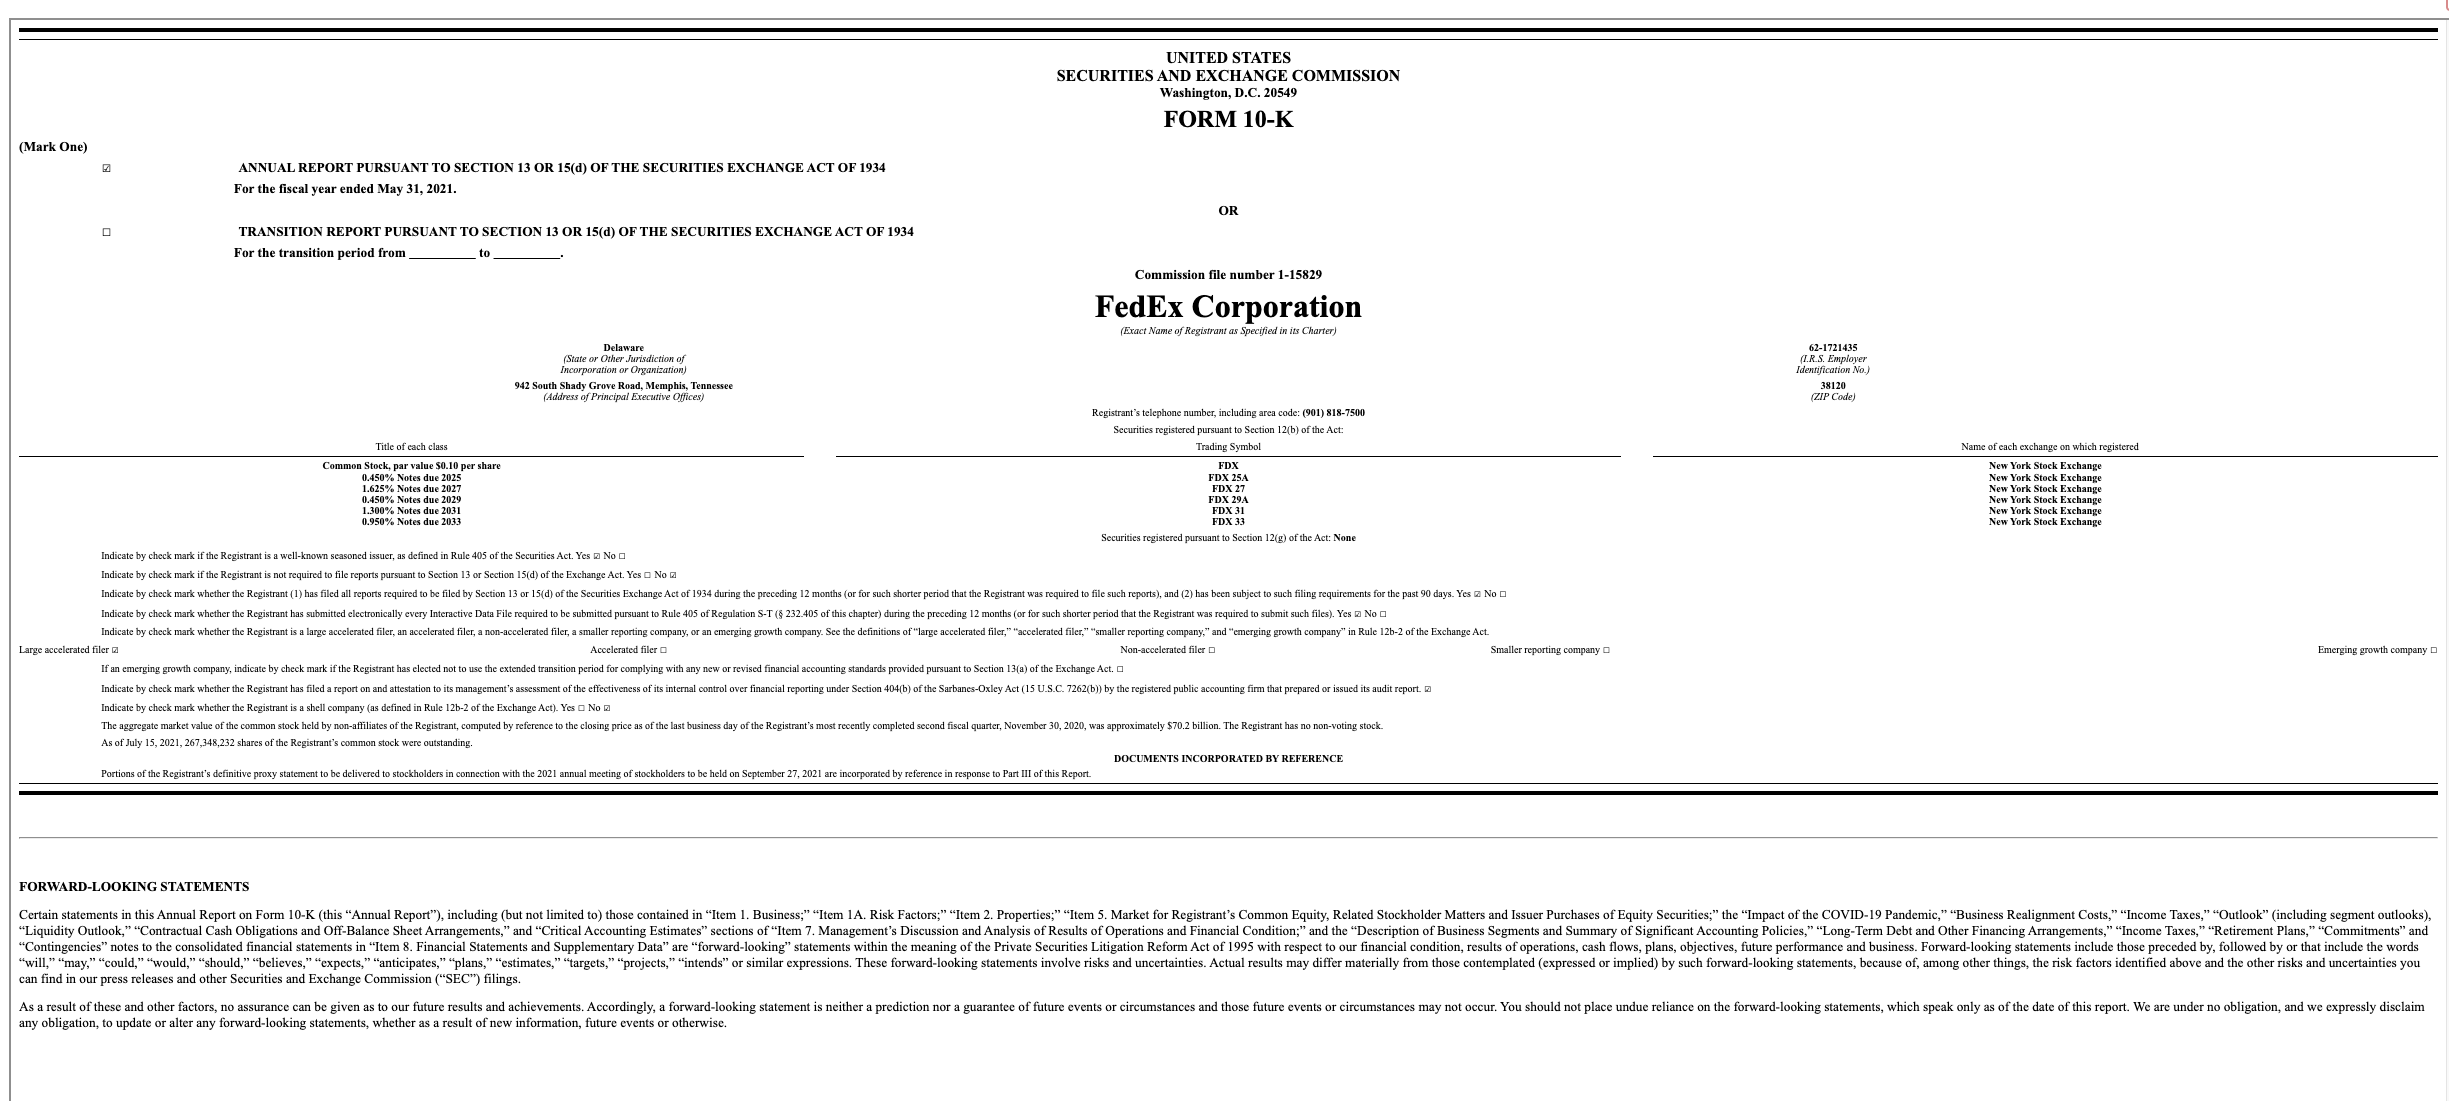 UNITED STATES
SECURITIES AND EXCHANGE COMMISSION
Washington, D.C. 20549
FORM 10-K
(Mark One)
☑ ANNUAL REPORT PURSUANT TO SECTION 13 OR 15(d) OF THE SECURITIES EXCHANGE ACT OF 1934
For the fiscal year ended May 31, 2021.
OR
☐ TRANSITION REPORT PURSUANT TO SECTION 13 OR 15(d) OF THE SECURITIES EXCHANGE ACT OF 1934
For the transition period from __________ to __________.
Commission file number 1-15829
FedEx Corporation
(Exact Name of Registrant as Specified in its Charter)
Delaware 62-1721435
(State or Other Jurisdiction of (I.R.S. Employer
Incorporation or Organization) Identification No.)
942 South Shady Grove Road, Memphis, Tennessee 38120
(Address of Principal Executive Offices) (ZIP Code)
Registrant’s telephone number, including area code: (901) 818-7500
Securities registered pursuant to Section 12(b) of the Act:
Title of each class Trading Symbol Name of each exchange on which registered
Common Stock, par value $0.10 per share FDX New York Stock Exchange
0.450% Notes due 2025 FDX 25A New York Stock Exchange
1.625% Notes due 2027 FDX 27 New York Stock Exchange
0.450% Notes due 2029 FDX 29A New York Stock Exchange
1.300% Notes due 2031 FDX 31 New York Stock Exchange
0.950% Notes due 2033 FDX 33 New York Stock Exchange
Securities registered pursuant to Section 12(g) of the Act: None
Indicate by check mark if the Registrant is a well-known seasoned issuer, as defined in Rule 405 of the Securities Act. Yes ☑ No ☐
Indicate by check mark if the Registrant is not required to file reports pursuant to Section 13 or Section 15(d) of the Exchange Act. Yes ☐ No ☑
Indicate by check mark whether the Registrant (1) has filed all reports required to be filed by Section 13 or 15(d) of the Securities Exchange Act of 1934 during the preceding 12 months (or for such shorter period that the Registrant was required to file such reports), and (2) has been subject to such filing requirements for the past 90 days. Yes ☑ No ☐
Indicate by check mark whether the Registrant has submitted electronically every Interactive Data File required to be submitted pursuant to Rule 405 of Regulation S-T (§ 232.405 of this chapter) during the preceding 12 months (or for such shorter period that the Registrant was required to submit such files). Yes ☑ No ☐
Indicate by check mark whether the Registrant is a large accelerated filer, an accelerated filer, a non-accelerated filer, a smaller reporting company, or an emerging growth company. See the definitions of “large accelerated filer,” “accelerated filer,” “smaller reporting company,” and “emerging growth company” in Rule 12b-2 of the Exchange Act.
Large accelerated filer ☑ Accelerated filer ☐ Non-accelerated filer ☐ Smaller reporting company ☐ Emerging growth company ☐
If an emerging growth company, indicate by check mark if the Registrant has elected not to use the extended transition period for complying with any new or revised financial accounting standards provided pursuant to Section 13(a) of the Exchange Act. ☐
Indicate by check mark whether the Registrant has filed a report on and attestation to its management’s assessment of the effectiveness of its internal control over financial reporting under Section 404(b) of the Sarbanes-Oxley Act (15 U.S.C. 7262(b)) by the registered public accounting firm that prepared or issued its audit report. ☑
Indicate by check mark whether the Registrant is a shell company (as defined in Rule 12b-2 of the Exchange Act). Yes ☐ No ☑
The aggregate market value of the common stock held by non-affiliates of the Registrant, computed by reference to the closing price as of the last business day of the Registrant’s most recently completed second fiscal quarter, November 30, 2020, was approximately $70.2 billion. The Registrant has no non-voting stock.
As of July 15, 2021, 267,348,232 shares of the Registrant’s common stock were outstanding.
DOCUMENTS INCORPORATED BY REFERENCE
Portions of the Registrant’s definitive proxy statement to be delivered to stockholders in connection with the 2021 annual meeting of stockholders to be held on September 27, 2021 are incorporated by reference in response to Part III of this Report.
FORWARD-LOOKING STATEMENTS
Certain statements in this Annual Report on Form 10-K (this “Annual Report”), including (but not limited to) those contained in “Item 1. Business;” “Item 1A. Risk Factors;” “Item 2. Properties;” “Item 5. Market for Registrant’s Common Equity, Related Stockholder Matters and Issuer Purchases of Equity Securities;” the “Impact of the COVID-19 Pandemic,” “Business Realignment Costs,” “Income Taxes,” “Outlook” (including segment outlooks),
“Liquidity Outlook,” “Contractual Cash Obligations and Off-Balance Sheet Arrangements,” and “Critical Accounting Estimates” sections of “Item 7. Management’s Discussion and Analysis of Results of Operations and Financial Condition;” and the “Description of Business Segments and Summary of Significant Accounting Policies,” “Long-Term Debt and Other Financing Arrangements,” “Income Taxes,” “Retirement Plans,” “Commitments” and
“Contingencies” notes to the consolidated financial statements in “Item 8. Financial Statements and Supplementary Data” are “forward-looking” statements within the meaning of the Private Securities Litigation Reform Act of 1995 with respect to our financial condition, results of operations, cash flows, plans, objectives, future performance and business. Forward-looking statements include those preceded by, followed by or that include the words
“will,” “may,” “could,” “would,” “should,” “believes,” “expects,” “anticipates,” “plans,” “estimates,” “targets,” “projects,” “intends” or similar expressions. These forward-looking statements involve risks and uncertainties. Actual results may differ materially from those contemplated (expressed or implied) by such forward-looking statements, because of, among other things, the risk factors identified above and the other risks and uncertainties you
can find in our press releases and other Securities and Exchange Commission (“SEC”) filings.
As a result of these and other factors, no assurance can be given as to our future results and achievements. Accordingly, a forward-looking statement is neither a prediction nor a guarantee of future events or circumstances and those future events or circumstances may not occur. You should not place undue reliance on the forward-looking statements, which speak only as of the date of this report. We are under no obligation, and we expressly disclaim
any obligation, to update or alter any forward-looking statements, whether as a result of new information, future events or otherwise.